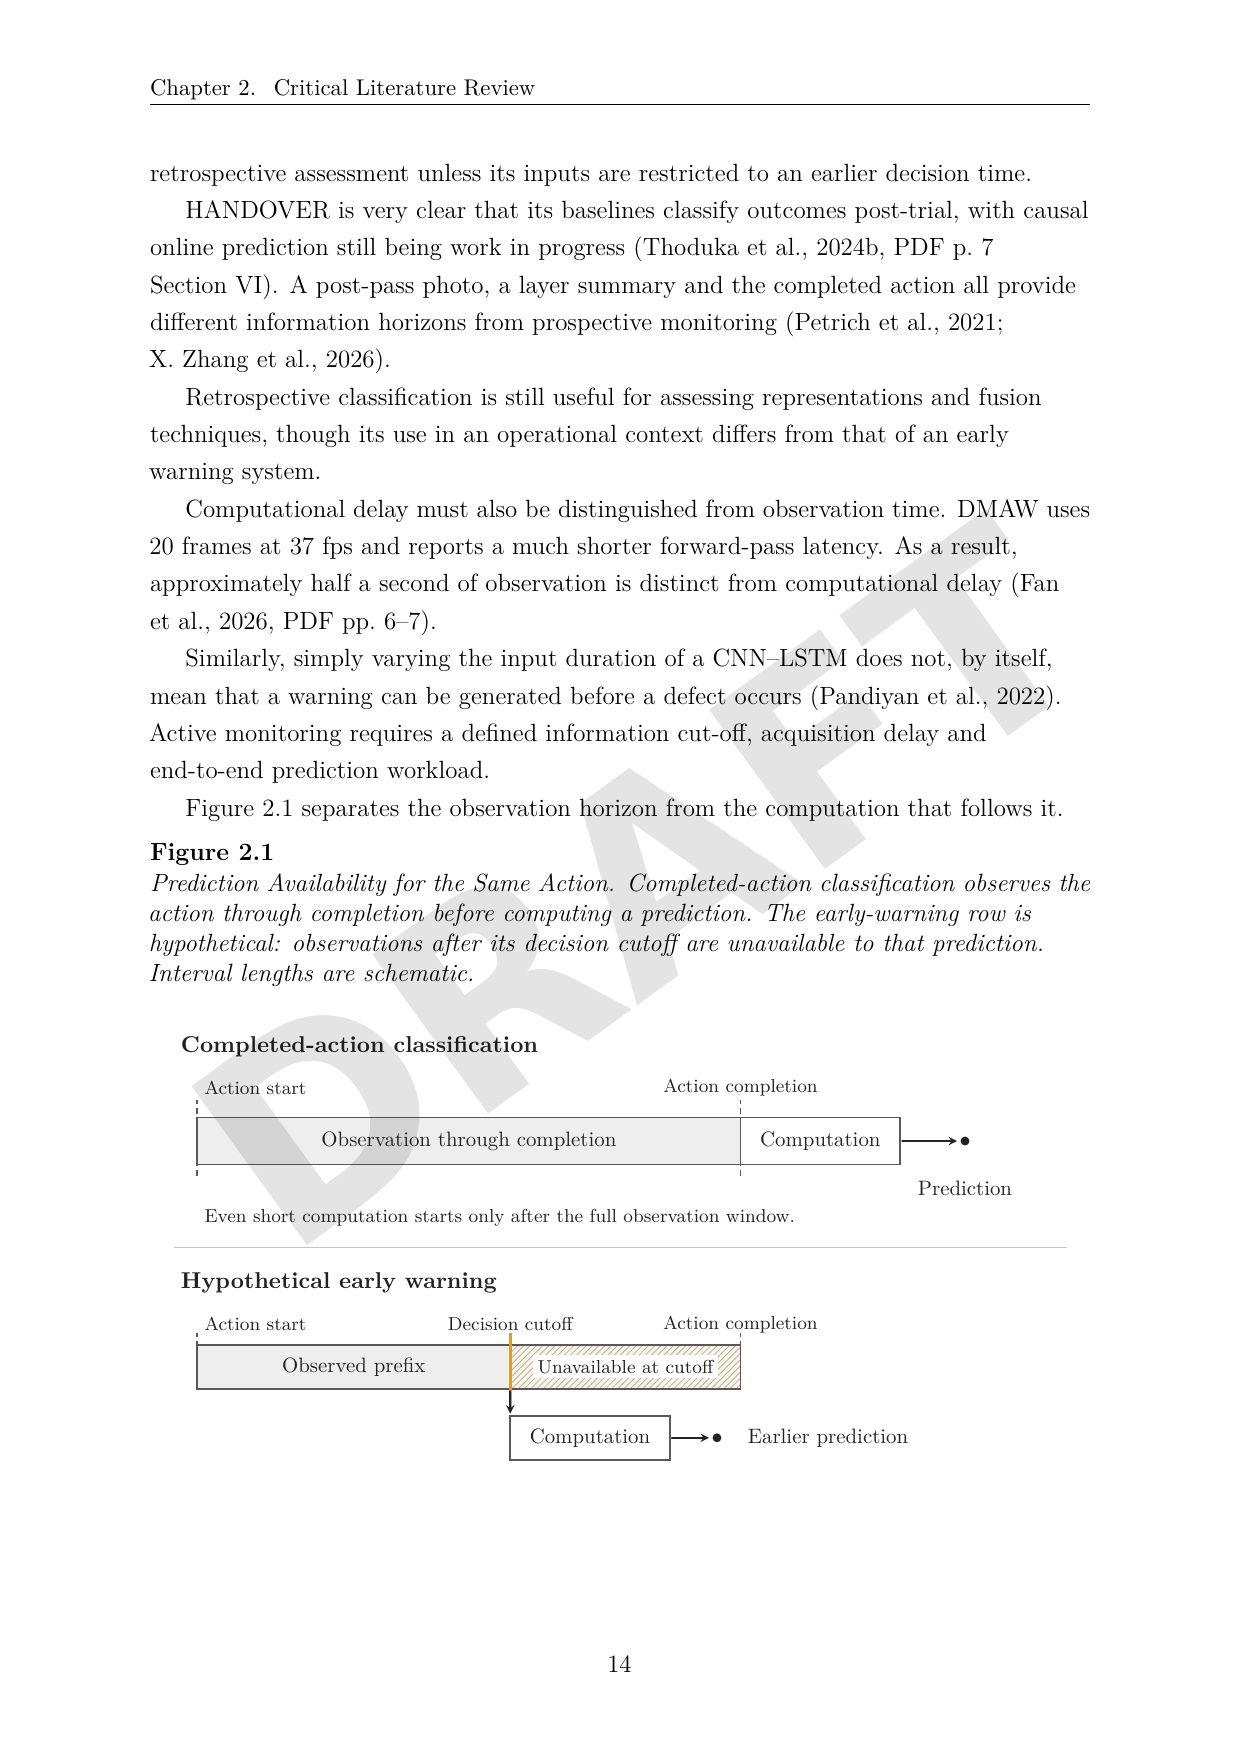 Chapter 2. Critical Literature Review
retrospective assessment unless its inputs are restricted to an earlier decision time.
HANDOVER is very clear that its baselines classify outcomes post-trial, with causal
online prediction still being work in progress (Thoduka et al., 2024b, PDF p. 7
Section VI). A post-pass photo, a layer summary and the completed action all provide
different information horizons from prospective monitoring (Petrich et al., 2021;
X. Zhang et al., 2026).
Retrospective classification is still useful for assessing representations and fusion
techniques, though its use in an operational context differs from that of an early
warning system.
Computational delay must also be distinguished from observation time. DMAW uses
20 frames at 37 fps and reports a much shorter forward-pass latency. As a result,
approximately half a second of observation is distinct from computational delay (Fan
et al., 2026, PDF pp. 6–7).
Similarly, simply varying the input duration of a CNN–LSTM does not, by itself,
mean that a warning can be generated before a defect occurs (Pandiyan et al., 2022).
Active monitoring requires a defined information cut-off, acquisition delay and
end-to-end prediction workload.
Figure 2.1 separates the observation horizon from the computation that follows it.
Figure 2.1
Prediction Availability for the Same Action. Completed-action classification observes the
action through completion before computing a prediction. The early-warning row is
hypothetical: observations after its decision cutoff are unavailable to that prediction.
Interval lengths are schematic.
DRAFT
Completed-action classification
Action start
Action completion
Observation through completion
Computation
Prediction
Even short computation starts only after the full observation window.
Hypothetical early warning
Action start
Decision cutoff
Action completion
Observed prefix
Unavailable at cutoff
Computation
Earlier prediction
14